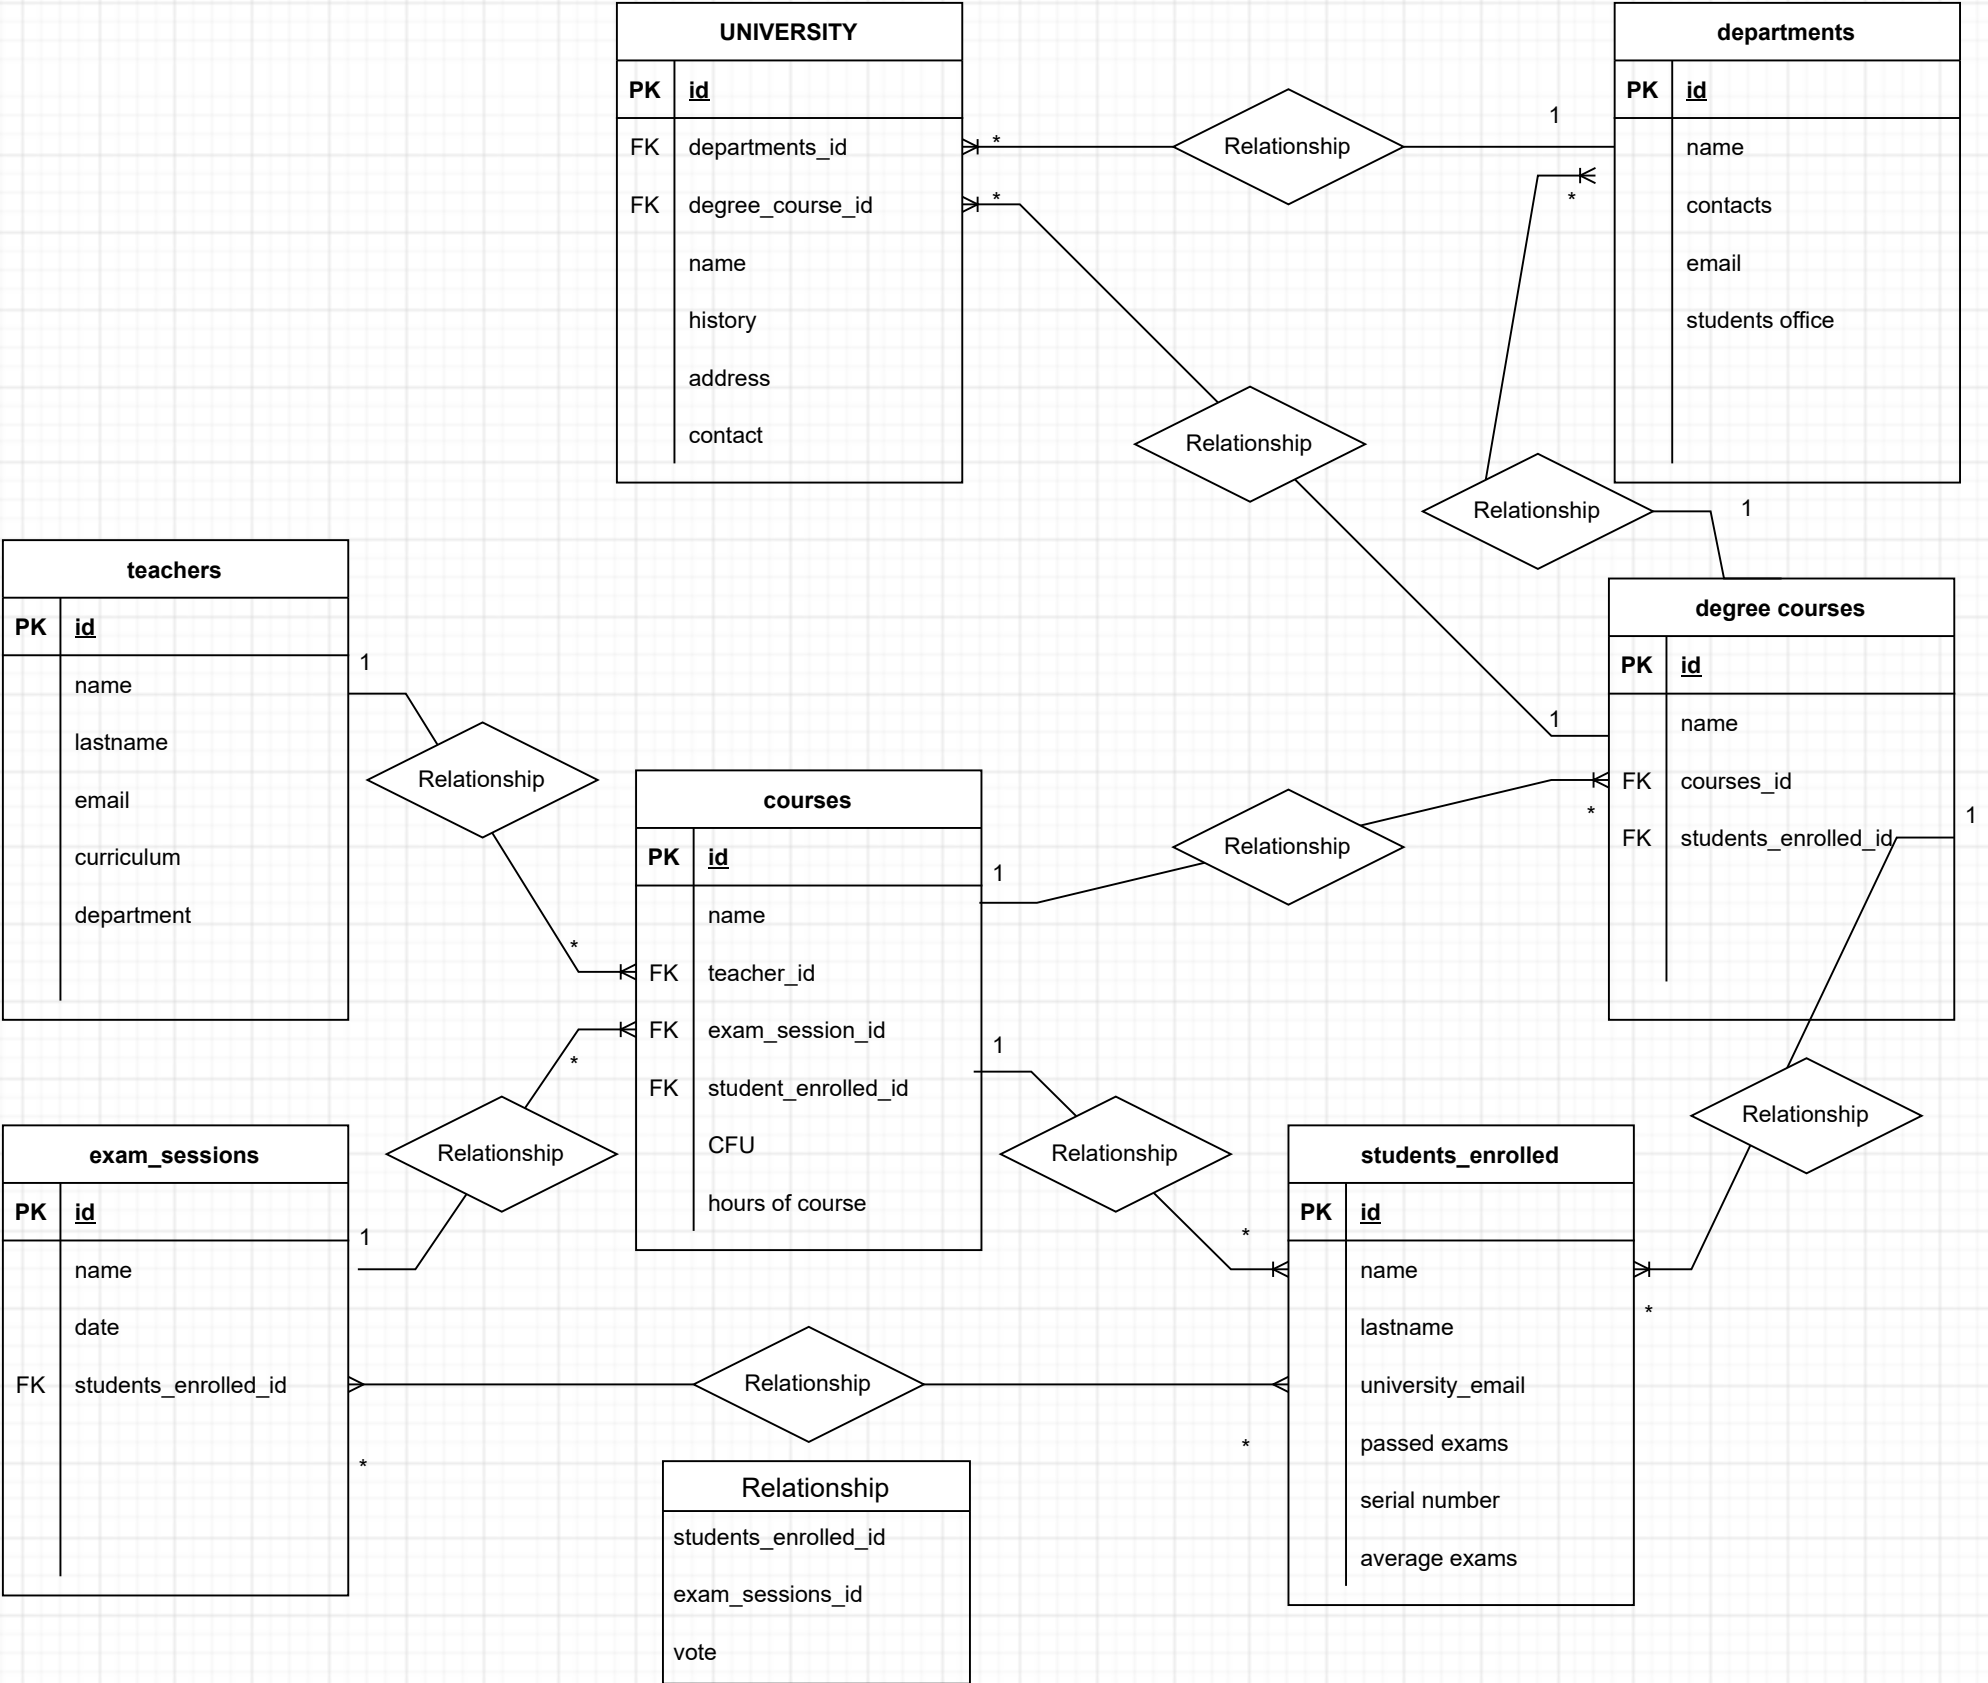 UNIVERSITY
PK id
FK departments_id
FK degree_course_id
name
history
address
contact
*
*
Relationship
1
departments
PK id
name
contacts
email
students office
*
Relationship
Relationship
1
teachers
PK id
name
lastname
email
curriculum
department
1
Relationship
*
degree courses
PK id
name
FK courses_id
FK students_enrolled_id
1
*
1
courses
PK id
name
FK teacher_id
FK exam_session_id
FK student_enrolled_id
CFU
hours of course
1
Relationship
1
*
Relationship
Relationship
*
Relationship
*
exam_sessions
PK id
name
date
FK students_enrolled_id
1
*
Relationship
*
students_enrolled
PK id
name
lastname
university_email
passed exams
serial number
average exams
Relationship
students_enrolled_id
exam_sessions_id
vote